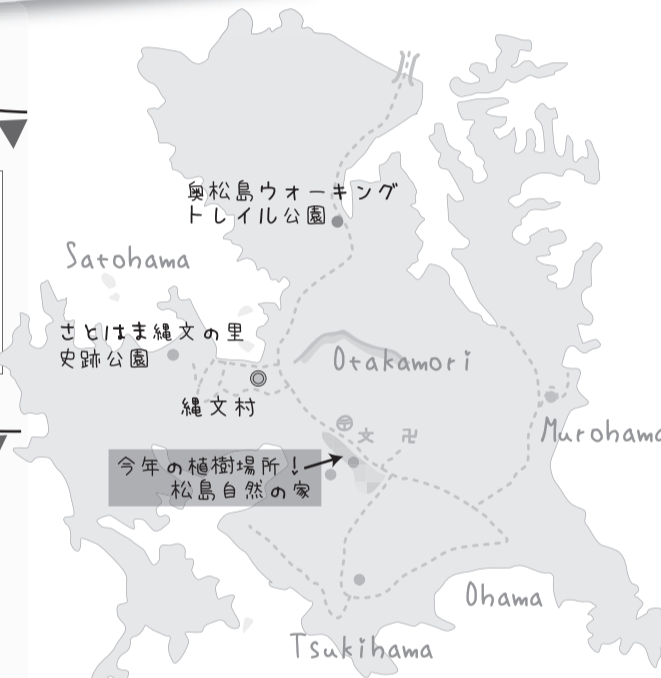 奥松島ウォーキング
トレイル公園
Satohama
さとはま縄文の里
史跡公園
Otakamori
縄文村
〒 文 卍
Murohama
今年の植樹場所！
松島自然の家
Ohama
Tsukihama